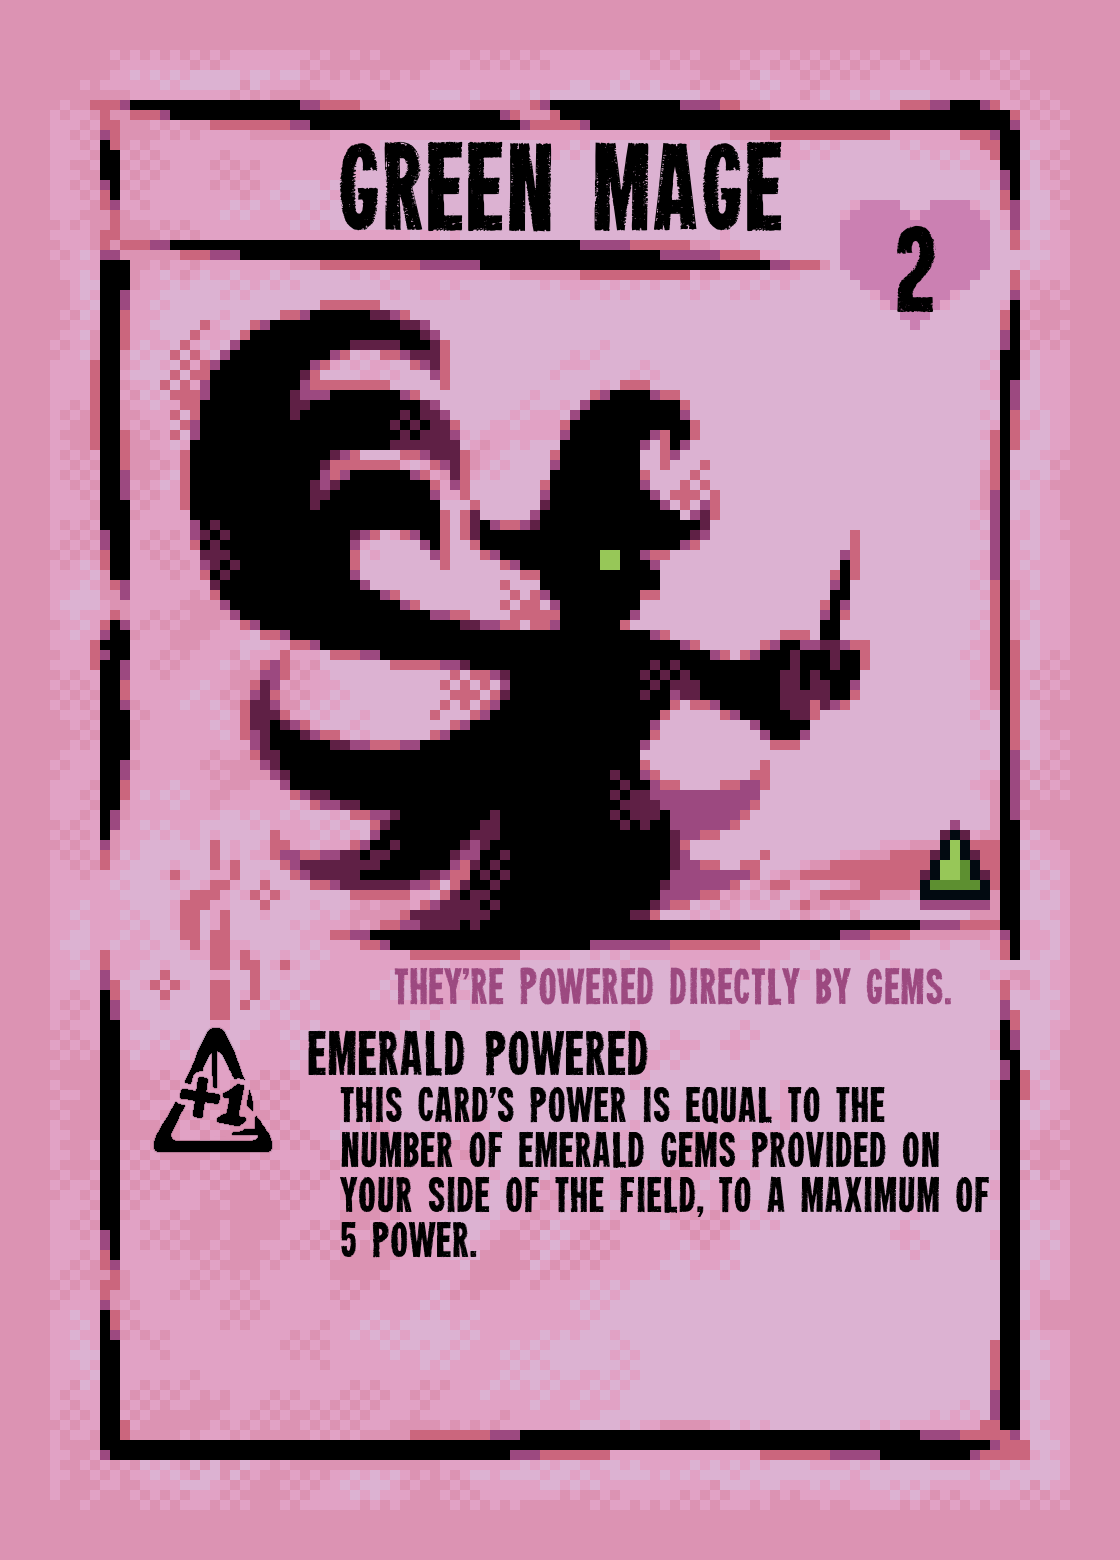 GREEN MAGE
2
THEY'RE POWERED DIRECTLY BY GEMS.
EMERALD POWERED
+1
THIS CARD'S POWER IS EQUAL TO THE
NUMBER OF EMERALD GEMS PROVIDED ON
YOUR SIDE OF THE FIELD, TO A MAXIMUM OF
5 POWER.